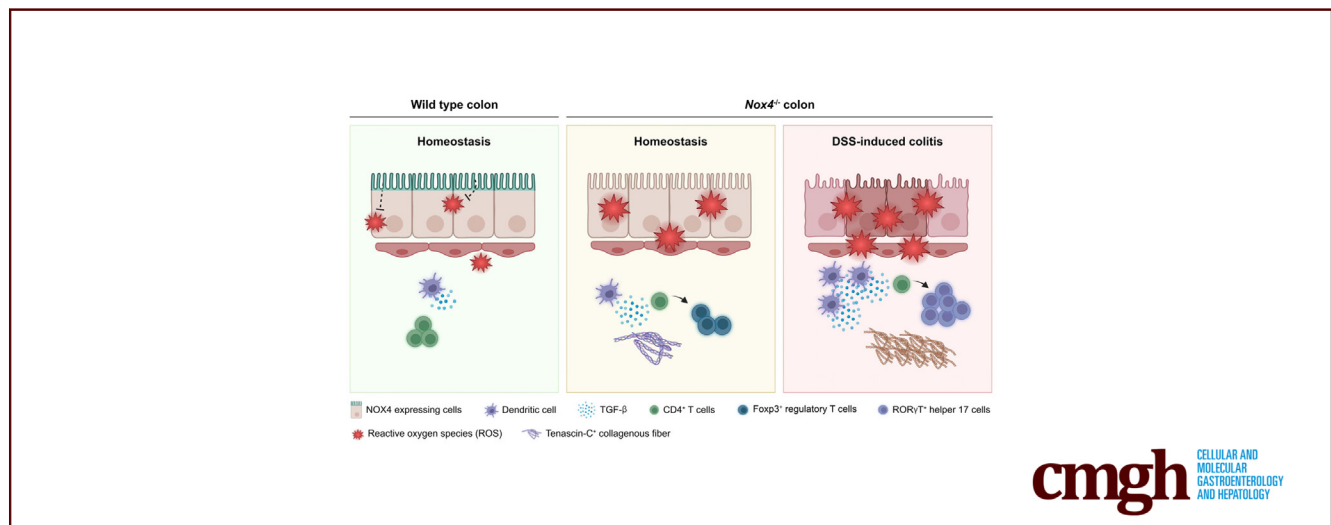 Wild type colon
Nox4-/- colon
Homeostasis
Homeostasis
DSS-induced colitis
NOX4 expressing cells
Dendritic cell
TGF-β
CD4+ T cells
Foxp3+ regulatory T cells
RORγT+ helper 17 cells
Reactive oxygen species (ROS)
Tenascin-C+ collagenous fiber
cmgh
CELLULAR AND
MOLECULAR
GASTROENTEROLOGY
AND HEPATOLOGY